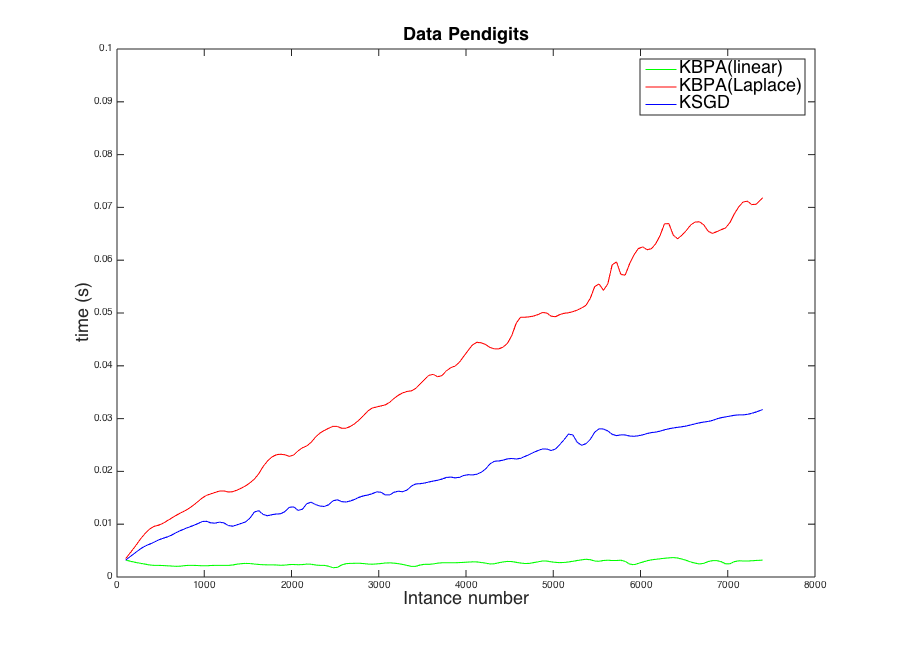 Data Pendigits
KBPA(linear)
KBPA(Laplace)
KSGD
time (s)
0.1
0.09
0.08
0.07
0.06
0.05
0.04
0.03
0.02
0.01
0
0 1000 2000 3000 4000 5000 6000 7000 8000
Intance number